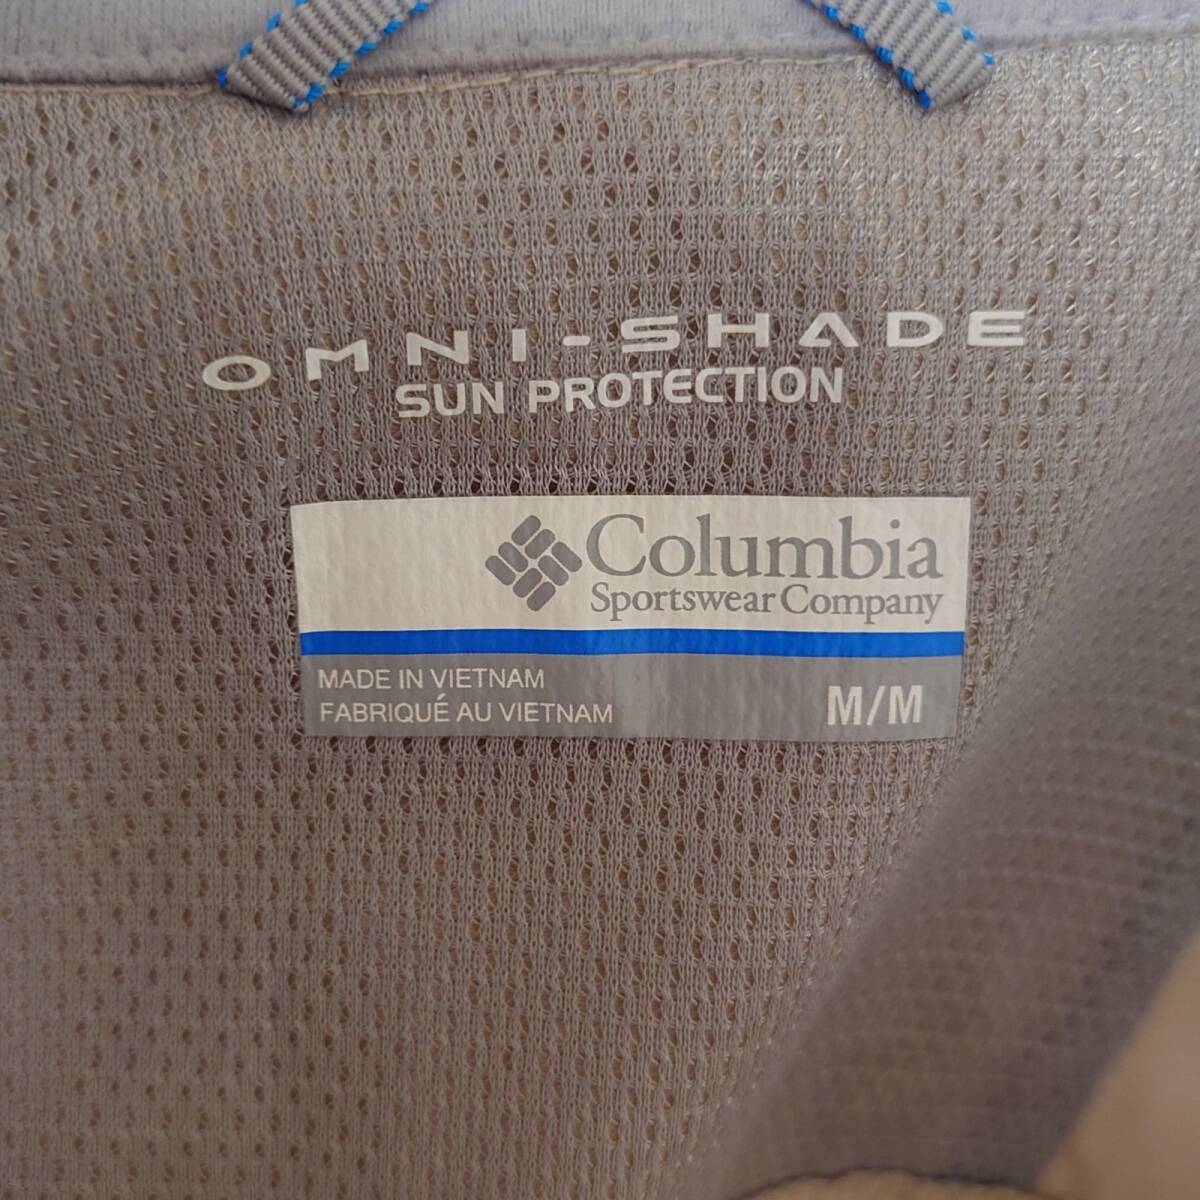 OMNI-SHADE
SUN PROTECTION
Columbia
Sportswear Company
MADE IN VIETNAM
FABRIQUÉ AU VIETNAM
M/M